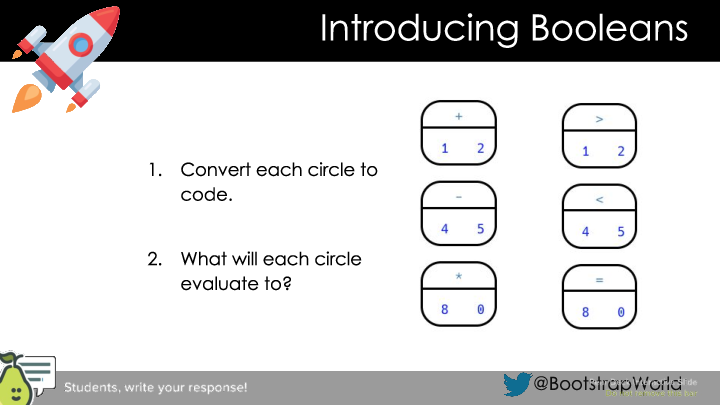 Introducing Booleans
1. Convert each circle to
code.
2. What will each circle
evaluate to?
+
1 2
>
1 2
-
4 5
<
4 5
*
8 0
=
8 0
Students, write your response!
@BootstrapWorld